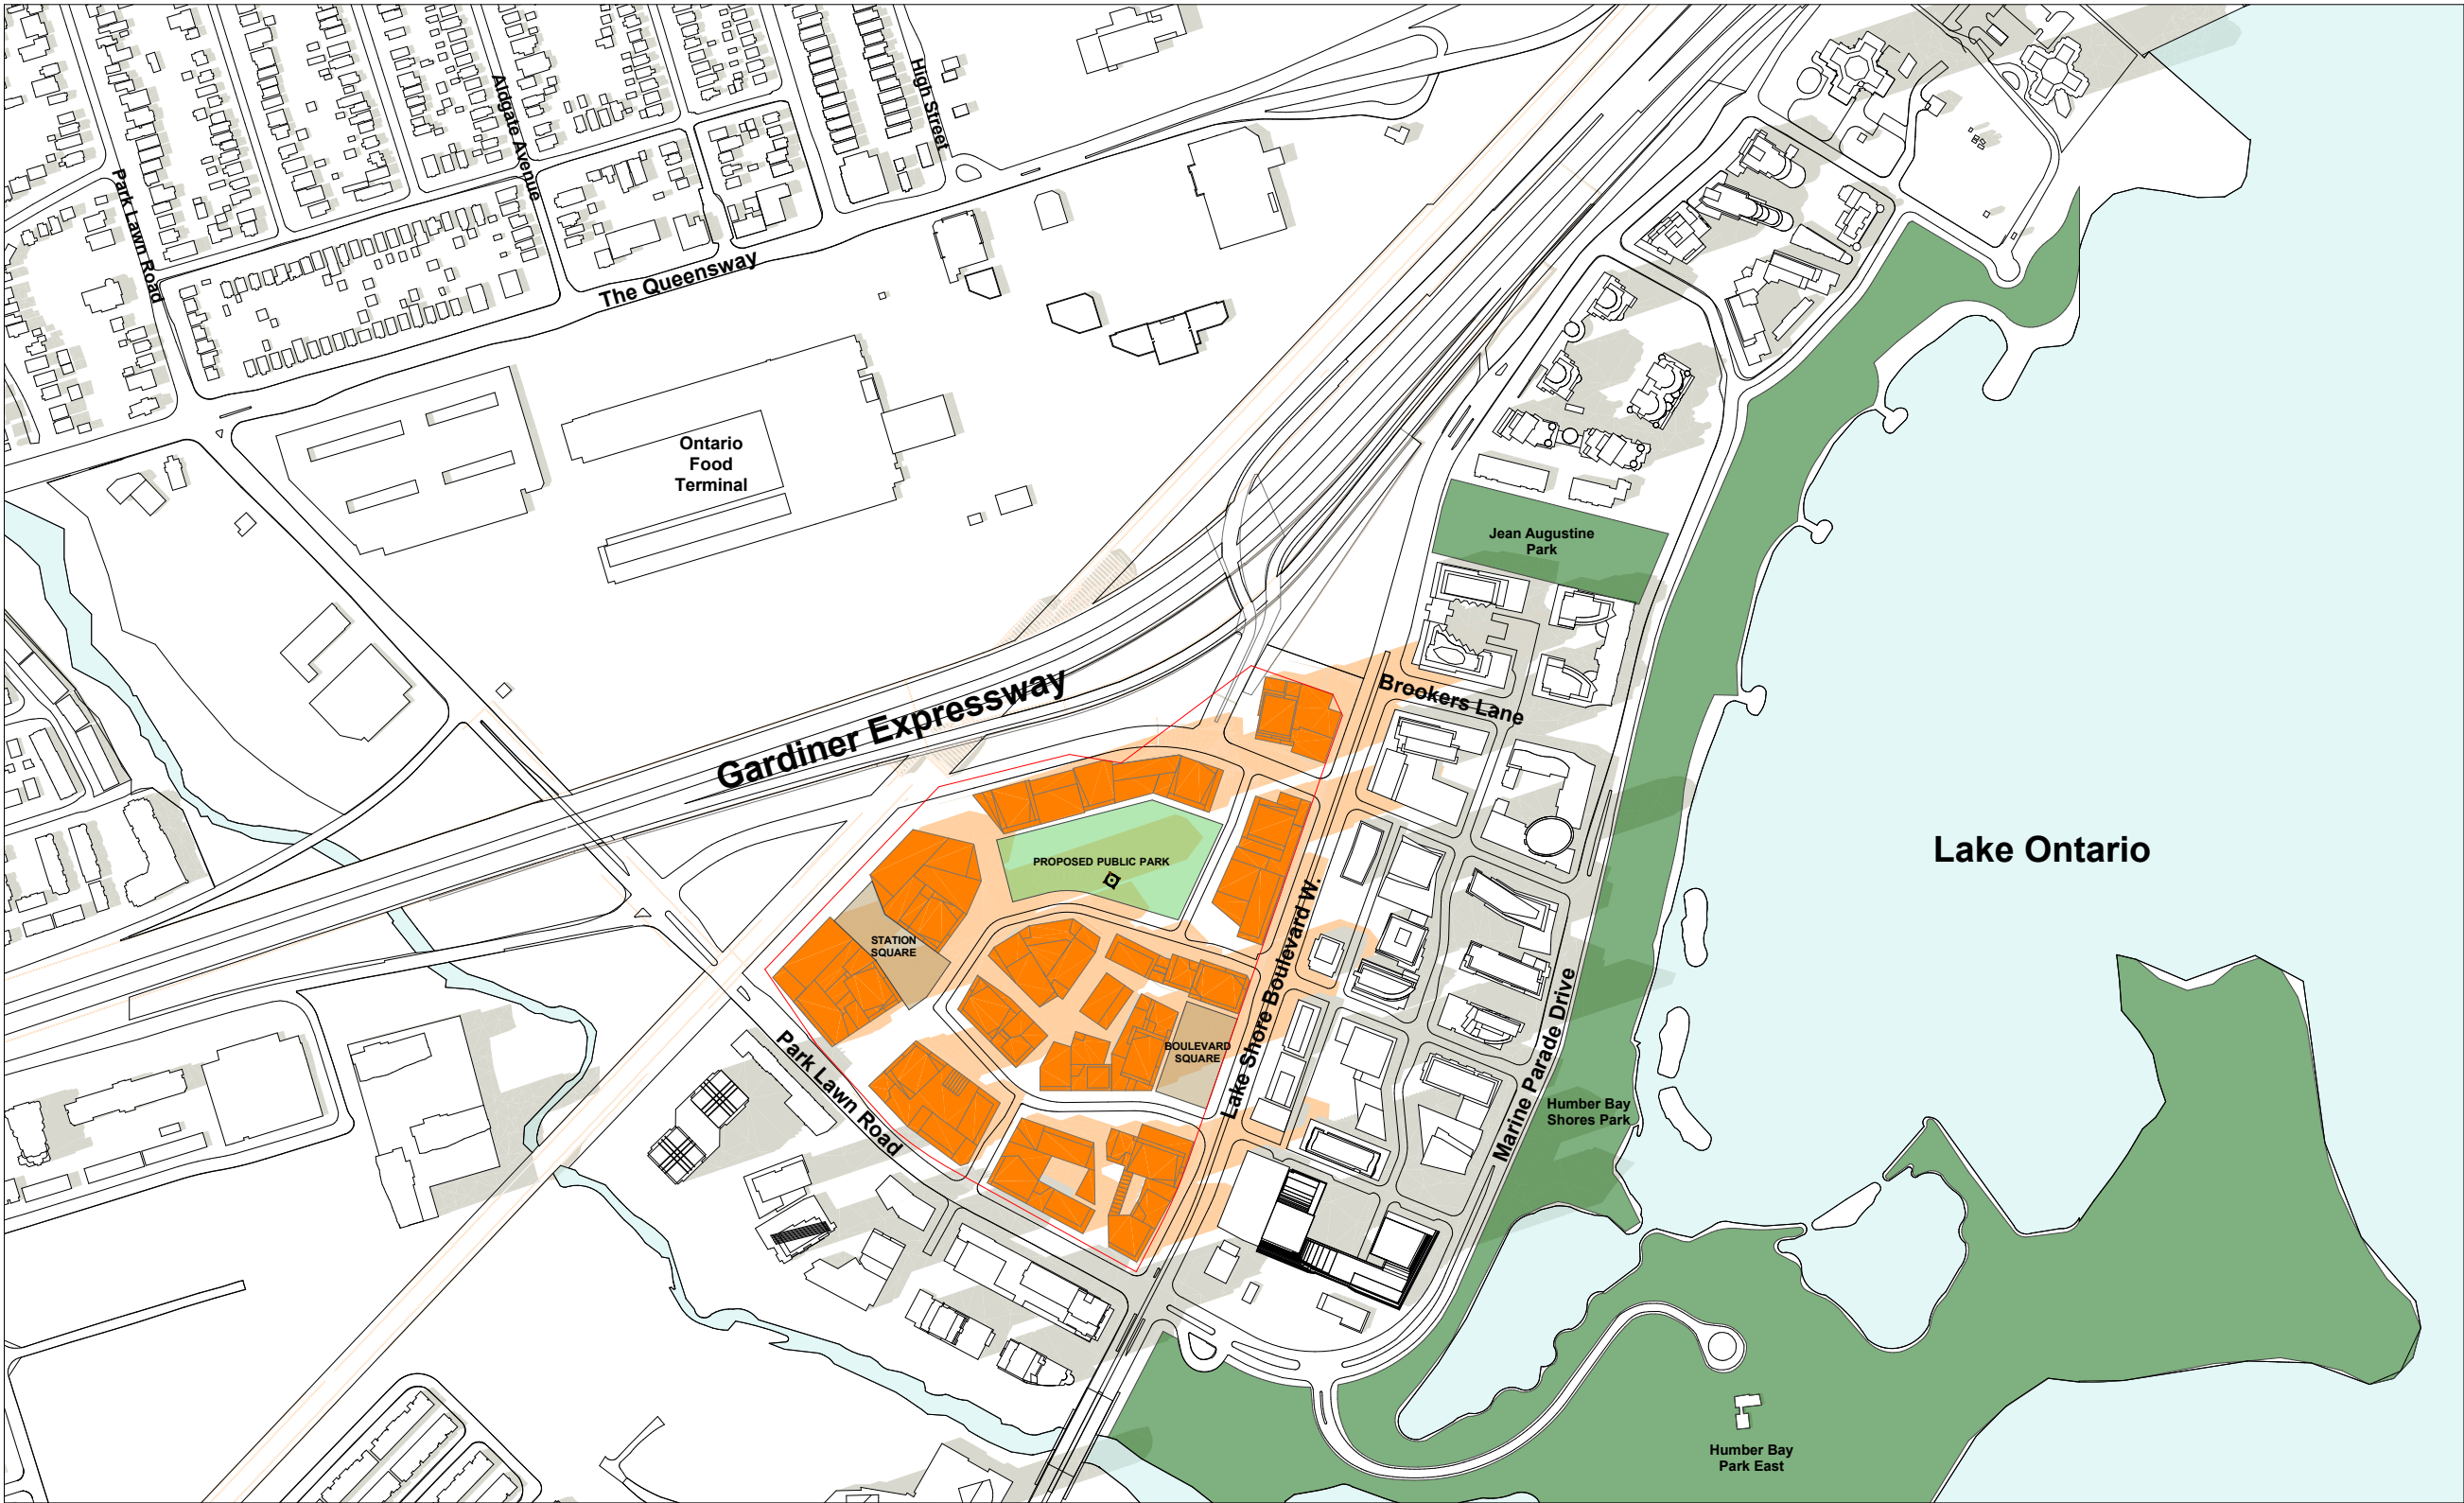 High Street
Aldgate Avenue
Park Lawn Road
The Queensway
Ontario
Food
Terminal
Jean Augustine
Park
Brookers Lane
Gardiner Expressway
Lake Ontario
PROPOSED PUBLIC PARK
STATION
SQUARE
Lake Shore Boulevard W.
BOULEVARD
SQUARE
Marine Parade Drive
Park Lawn Road
Humber Bay
Shores Park
Humber Bay
Park East